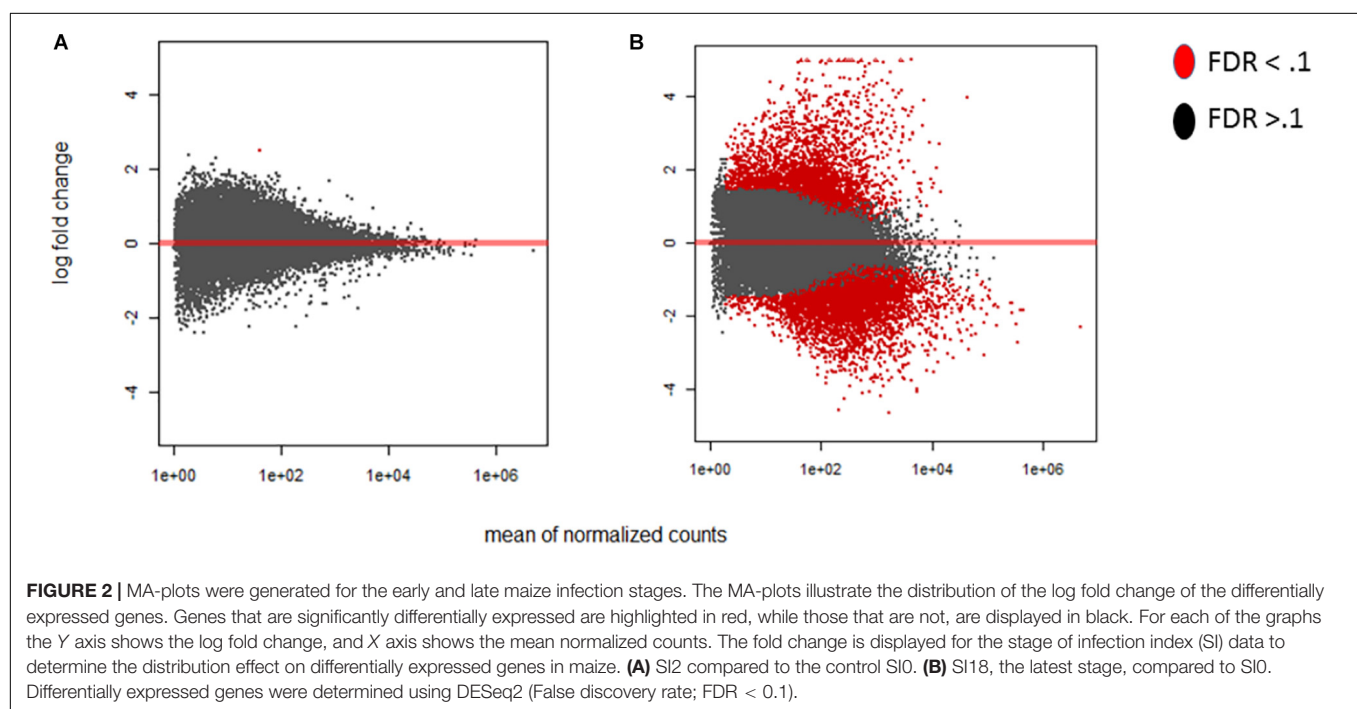 A
B
FDR < .1
FDR >.1
4
2
0
-2
-4
log fold change
1e+00
1e+02
1e+04
1e+06
4
2
0
-2
-4
1e+00
1e+02
1e+04
1e+06
mean of normalized counts
FIGURE 2 | MA-plots were generated for the early and late maize infection stages. The MA-plots illustrate the distribution of the log fold change of the differentially
expressed genes. Genes that are significantly differentially expressed are highlighted in red, while those that are not, are displayed in black. For each of the graphs
the Y axis shows the log fold change, and X axis shows the mean normalized counts. The fold change is displayed for the stage of infection index (SI) data to
determine the distribution effect on differentially expressed genes in maize. (A) SI2 compared to the control SI0. (B) SI18, the latest stage, compared to SI0.
Differentially expressed genes were determined using DESeq2 (False discovery rate; FDR < 0.1).